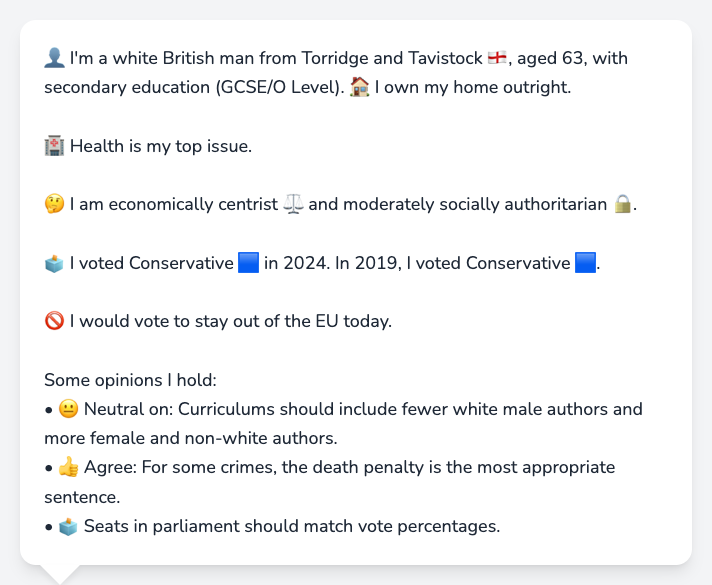 👤 I'm a white British man from Torridge and Tavistock 🏴󠁧󠁢󠁥󠁮󠁧󠁿, aged 63, with
secondary education (GCSE/O Level). 🏠 I own my home outright.
🏥 Health is my top issue.
🤔 I am economically centrist ⚖️ and moderately socially authoritarian 🔒.
🗳️ I voted Conservative 🟦 in 2024. In 2019, I voted Conservative 🟦.
🚫 I would vote to stay out of the EU today.
Some opinions I hold:
• 😐 Neutral on: Curriculums should include fewer white male authors and
more female and non-white authors.
• 👍 Agree: For some crimes, the death penalty is the most appropriate
sentence.
• 🗳️ Seats in parliament should match vote percentages.